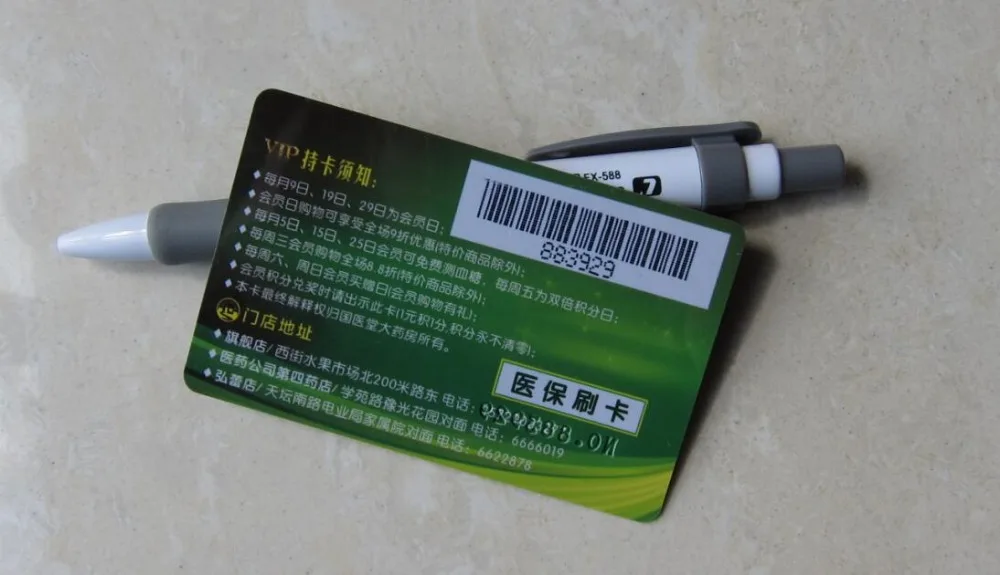 VIP 持卡须知:
◆ 每月9日、19日、29日为会员日;
◆ 会员日购物可享受全场9折优惠(特价商品除外);
◆ 每月5日、15日、25日会员可免费测血糖，每周五为双倍积分日;
◆ 每周三会员购物全场8.8折(特价商品除外);
◆ 每周六、周日会员买赠日(会员购物有礼);
◆ 会员积分兑奖时请出示此卡(1元积1分,积分永不清零);
◆ 本卡最终解释权归国医堂大药房所有。
883929
门店地址
医保刷卡
◆ 旗舰店/ 西街水果市场北200米路东 电话:
◆ 医药公司第四药店/ 学苑路豫光花园对面 电话: 6666019
◆ 弘蕾店/ 天坛南路电业局家属院对面 电话: 6622878
EX-588
.7